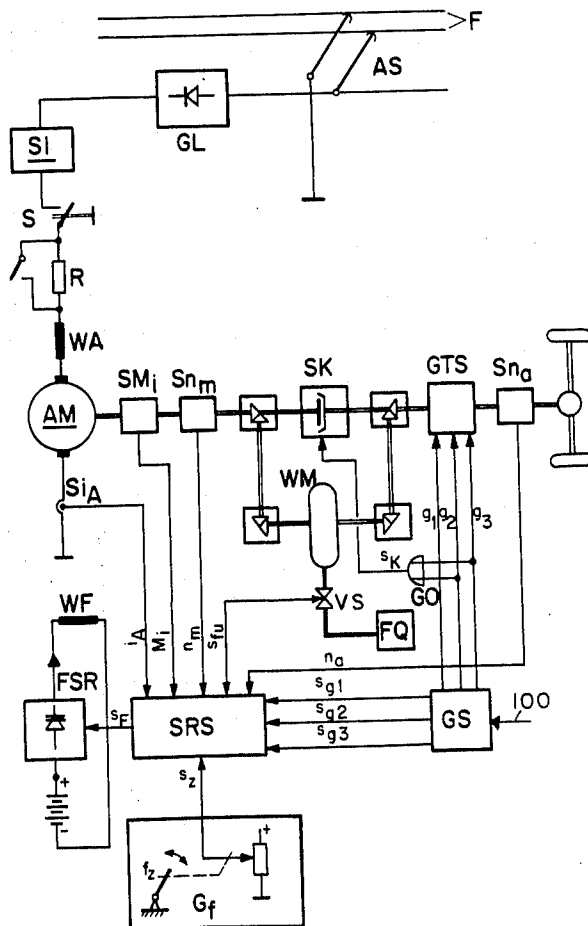 F
AS
GL
SI
S
R
WA
SMi Snm SK GTS Sna
AM
WM
SiA
g1 g2 g3
sK
GO
VS
WF
iA Mi nm sfu
FQ
na
FSR
sg1
sF SRS sg2 GS 100
sg3
+
sz
-
+
fz
Gf